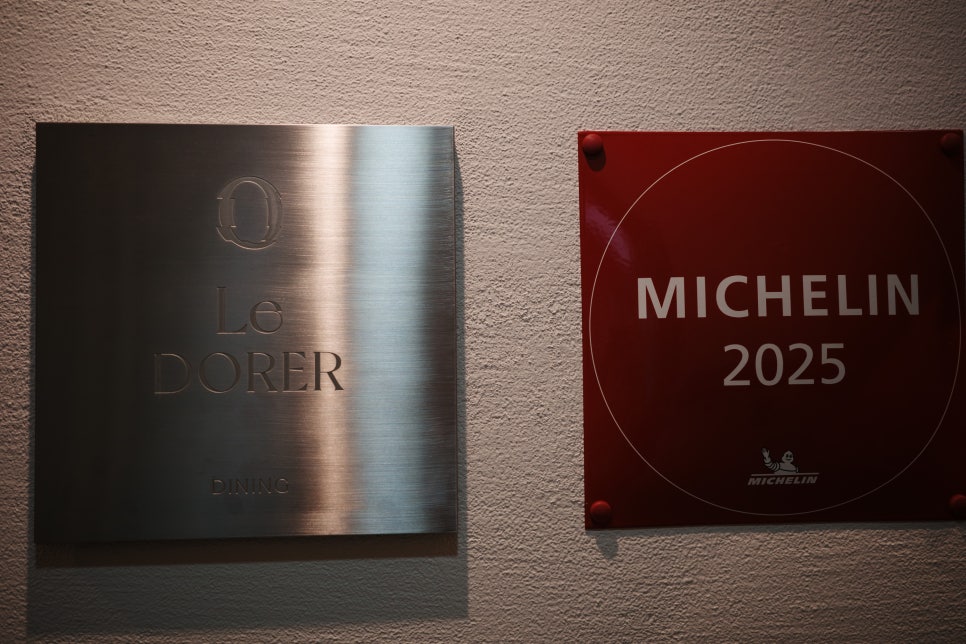 Le
DORER
DINING
MICHELIN
2025
MICHELIN